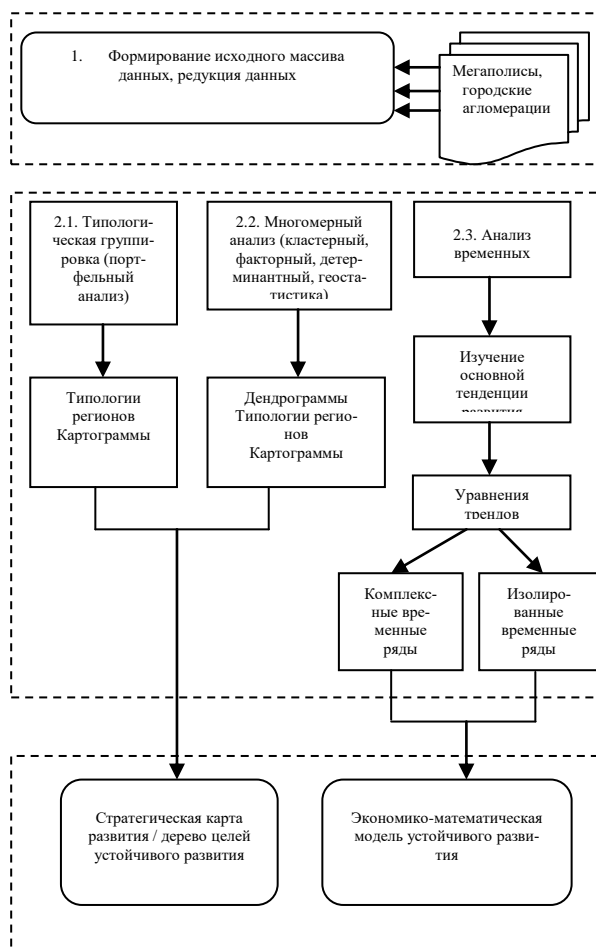 1. Формирование исходного массива
данных, редукция данных
Мегаполисы,
городские
агломерации
2.1. Типологи-
ческая группи-
ровка (порт-
фельный
анализ)
2.2. Многомерный
анализ (кластерный,
факторный, детер-
минантный, геоста-
тистика)
2.3. Анализ
временных
Типологии
регионов
Картограммы
Дендрограммы
Типологии регио-
нов
Картограммы
Изучение
основной
тенденции
развития
Уравнения
трендов
Комплекс-
ные вре-
менные
ряды
Изолиро-
ванные
временные
ряды
Стратегическая карта
развития / дерево целей
устойчивого развития
Экономико-математическая
модель устойчивого разви-
тия